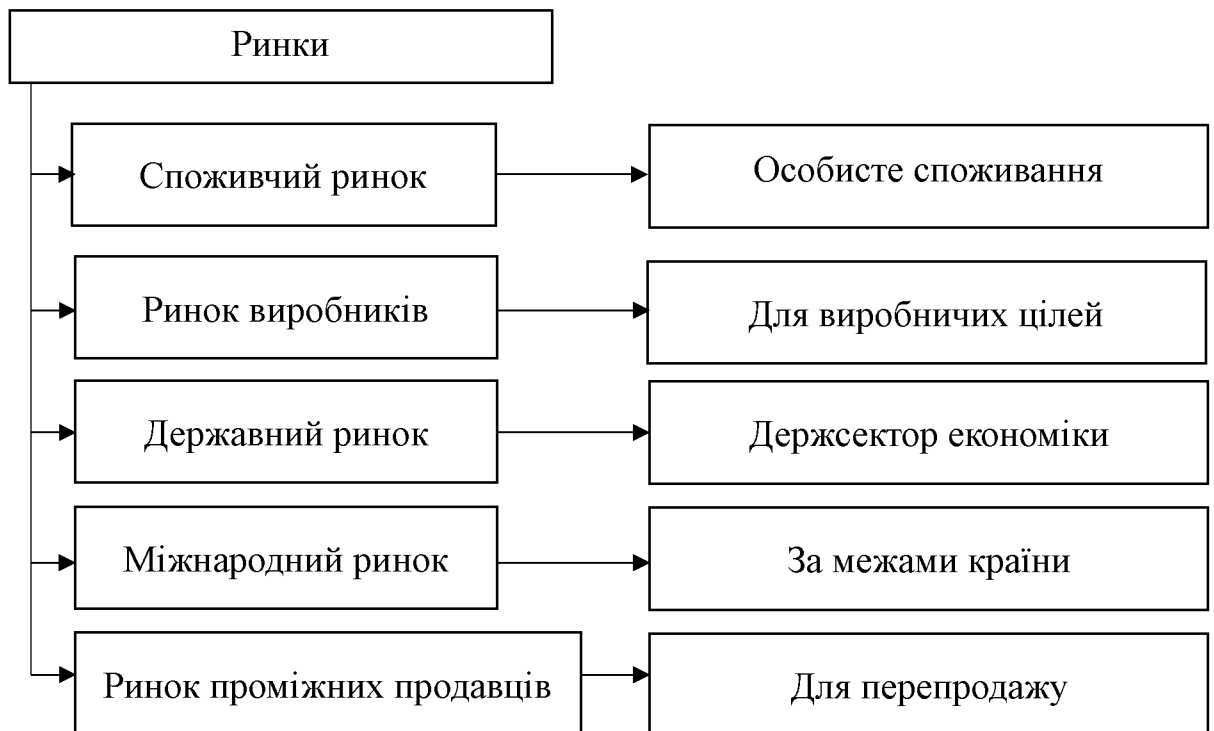 Ринки
Споживчий ринок
Особисте споживання
Ринок виробників
Для виробничих цілей
Державний ринок
Держсектор економіки
Міжнародний ринок
За межами країни
Ринок проміжних продавців
Для перепродажу